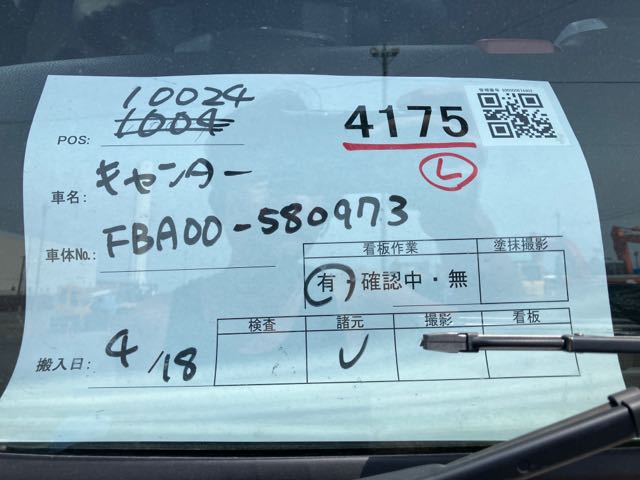 10024
POS: 1004
4175
L
車名: キャンター
車体No.: FBA00-580973
看板作業 塗抹撮影
有・確認中・無
検査 諸元 撮影 看板
搬入日: 4/18